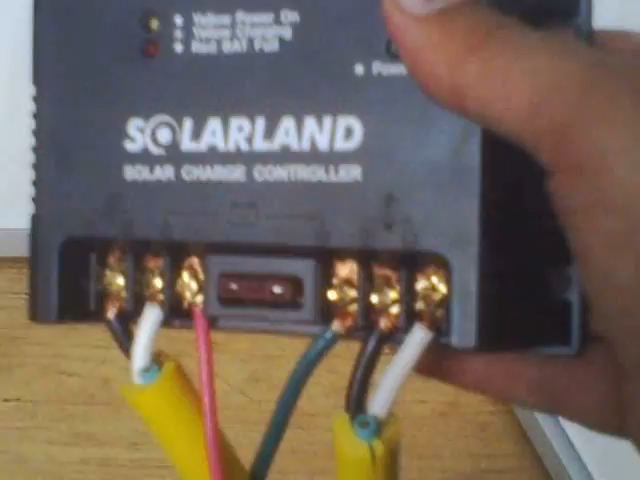 Yellow Power On
Yellow Charging
Red BAT Full
SOLARLAND
SOLAR CHARGE CONTROLLER